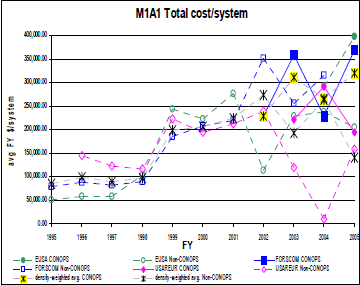 M1A1 Total cost/system
400,000.00
350,000.00
300,000.00
250,000.00
200,000.00
150,000.00
100,000.00
50,000.00
0.00
avg FY $/system
1995 1996 1997 1998 1999 2000 2001 2002 2003 2004 2005
FY
EUSA CONOPS EUSA Non-CONOPS FORSCOM CONOPS
FORSCOM Non-CONOPS USAREUR CONOPS USAREUR Non-CONOPS
density-weighted avg. CONOPS density-weighted avg. Non-CONOPS